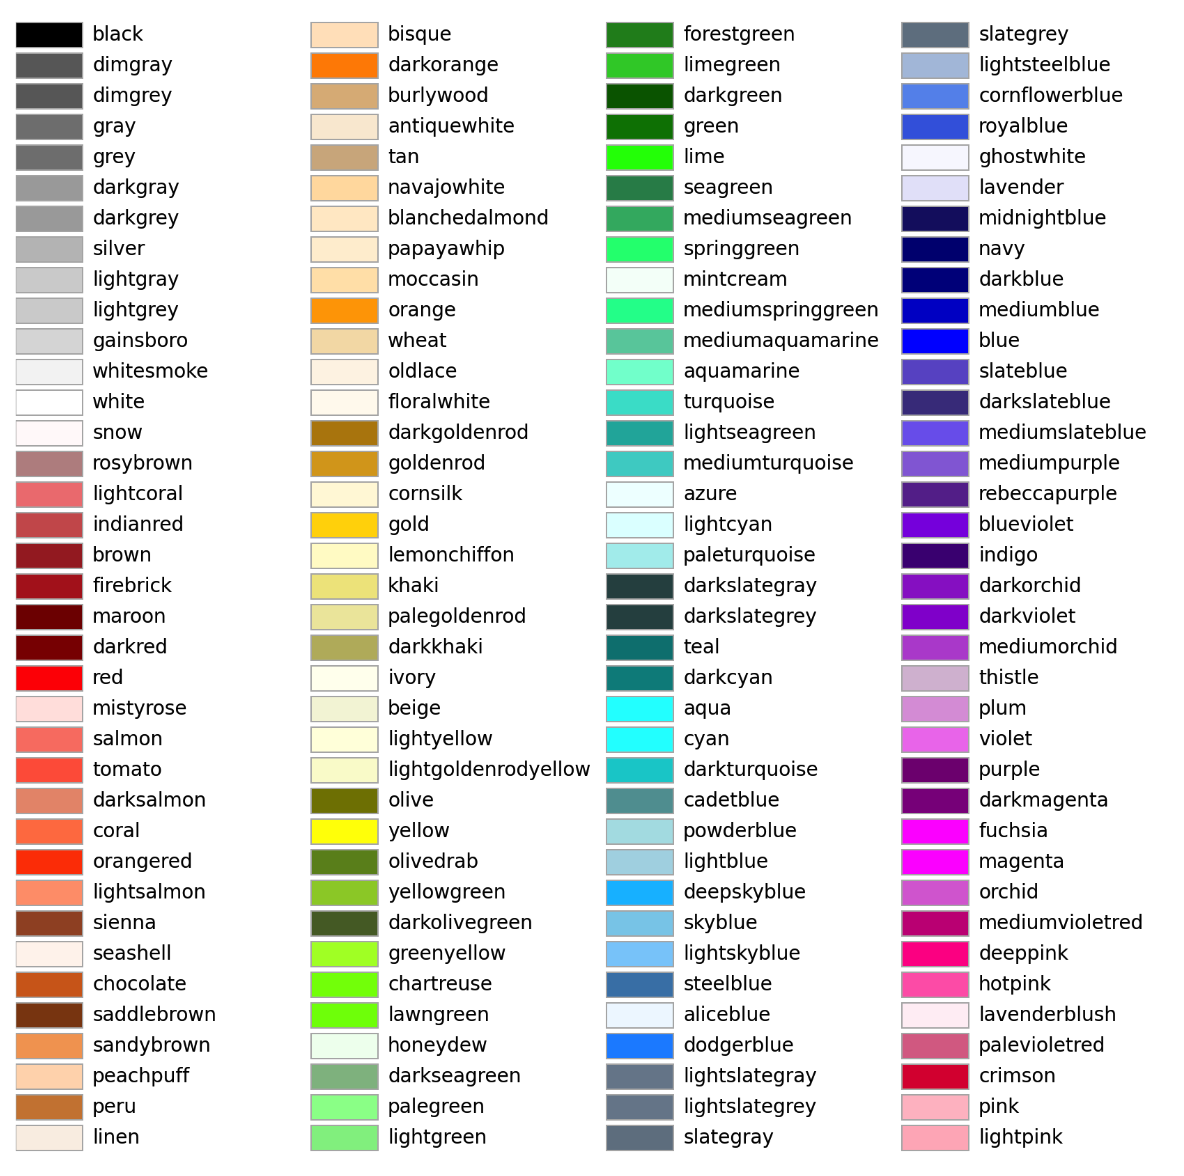 black
dimgray
dimgrey
gray
grey
darkgray
darkgrey
silver
lightgray
lightgrey
gainsboro
whitesmoke
white
snow
rosybrown
lightcoral
indianred
brown
firebrick
maroon
darkred
red
mistyrose
salmon
tomato
darksalmon
coral
orangered
lightsalmon
sienna
seashell
chocolate
saddlebrown
sandybrown
peachpuff
peru
linen
bisque
darkorange
burlywood
antiquewhite
tan
navajowhite
blanchedalmond
papayawhip
moccasin
orange
wheat
oldlace
floralwhite
darkgoldenrod
goldenrod
cornsilk
gold
lemonchiffon
khaki
palegoldenrod
darkkhaki
ivory
beige
lightyellow
lightgoldenrodyellow
olive
yellow
olivedrab
yellowgreen
darkolivegreen
greenyellow
chartreuse
lawngreen
honeydew
darkseagreen
palegreen
lightgreen
forestgreen
limegreen
darkgreen
green
lime
seagreen
mediumseagreen
springgreen
mintcream
mediumspringgreen
mediumaquamarine
aquamarine
turquoise
lightseagreen
mediumturquoise
azure
lightcyan
paleturquoise
darkslategray
darkslategrey
teal
darkcyan
aqua
cyan
darkturquoise
cadetblue
powderblue
lightblue
deepskyblue
skyblue
lightskyblue
steelblue
aliceblue
dodgerblue
lightslategray
lightslategrey
slategray
slategrey
lightsteelblue
cornflowerblue
royalblue
ghostwhite
lavender
midnightblue
navy
darkblue
mediumblue
blue
slateblue
darkslateblue
mediumslateblue
mediumpurple
rebeccapurple
blueviolet
indigo
darkorchid
darkviolet
mediumorchid
thistle
plum
violet
purple
darkmagenta
fuchsia
magenta
orchid
mediumvioletred
deeppink
hotpink
lavenderblush
palevioletred
crimson
pink
lightpink